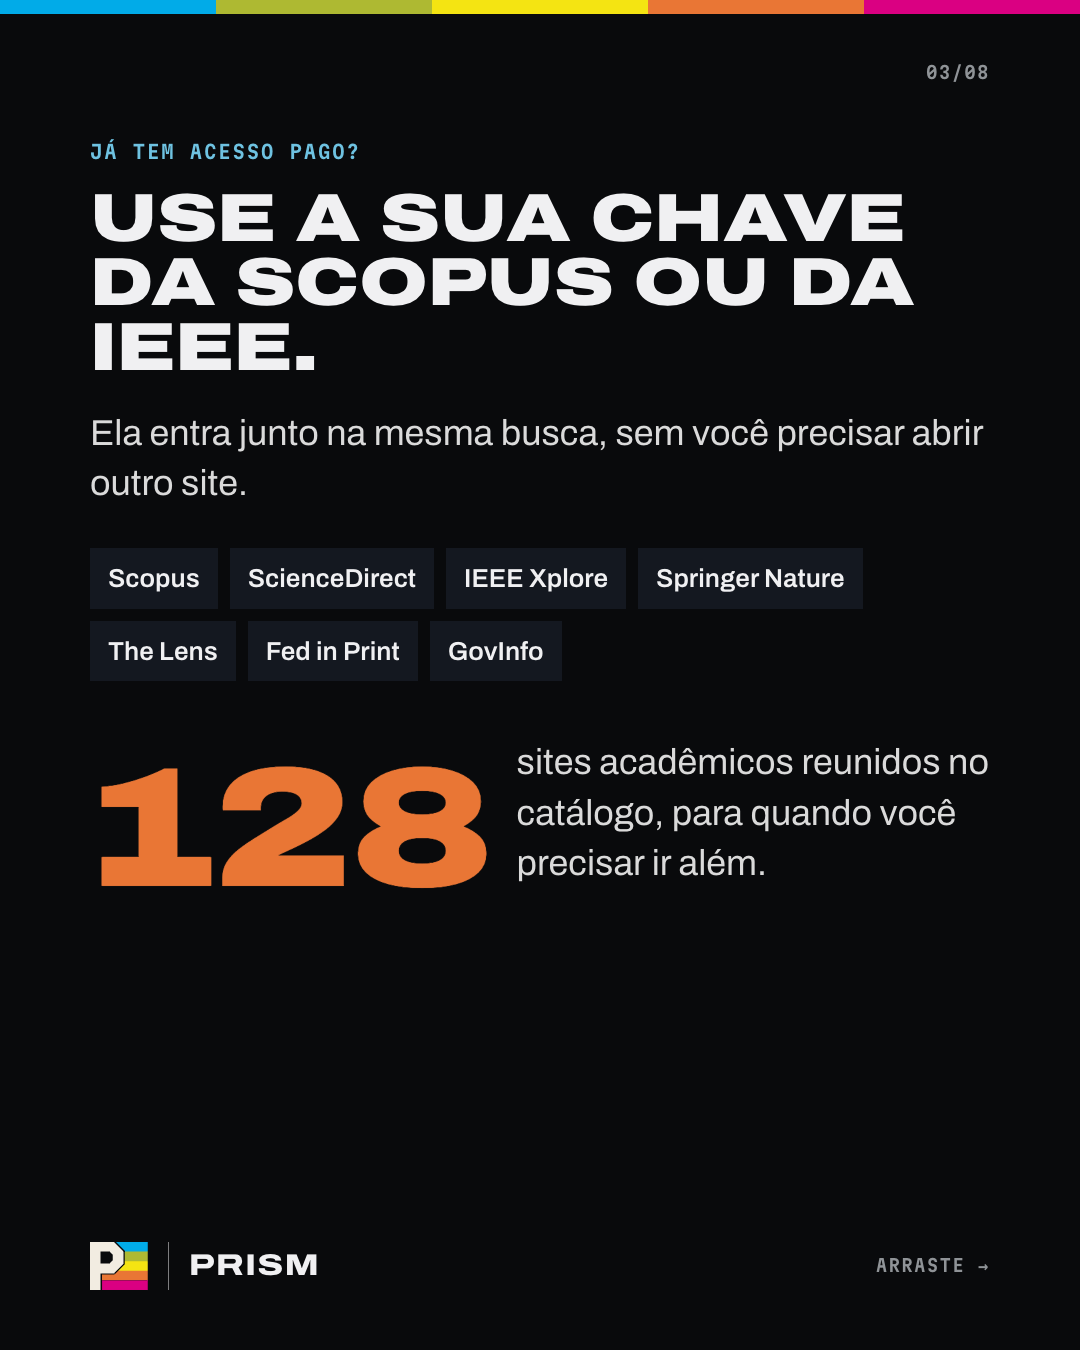 03/08
JÁ TEM ACESSO PAGO?
USE A SUA CHAVE
DA SCOPUS OU DA
IEEE.
Ela entra junto na mesma busca, sem você precisar abrir
outro site.
Scopus ScienceDirect IEEE Xplore Springer Nature
The Lens Fed in Print GovInfo
128
sites acadêmicos reunidos no
catálogo, para quando você
precisar ir além.
P PRISM
ARRASTE →